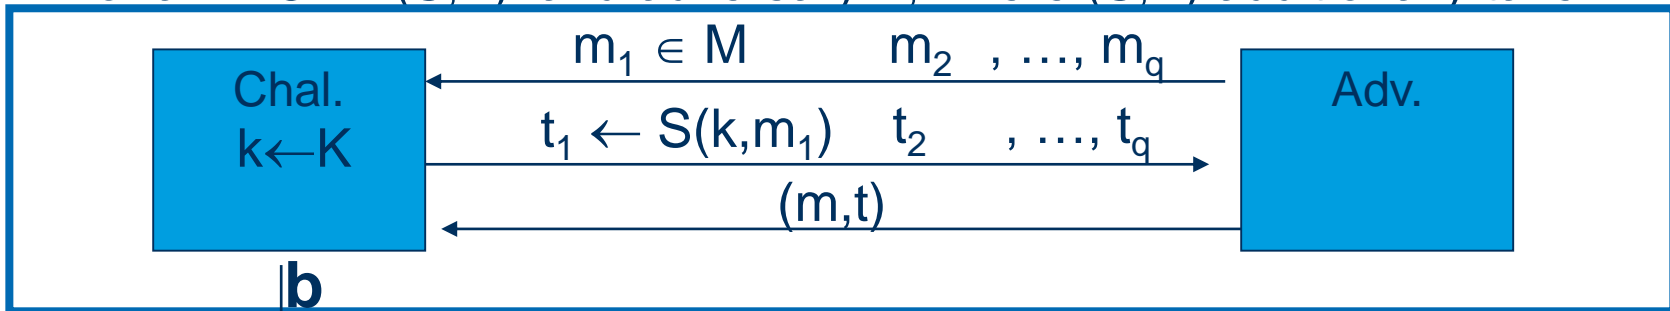 m₁ ∈ M m₂ , …, m_q
Chal.
k←K
Adv.
t₁ ← S(k,m₁) t₂ , …, t_q
(m,t)
b